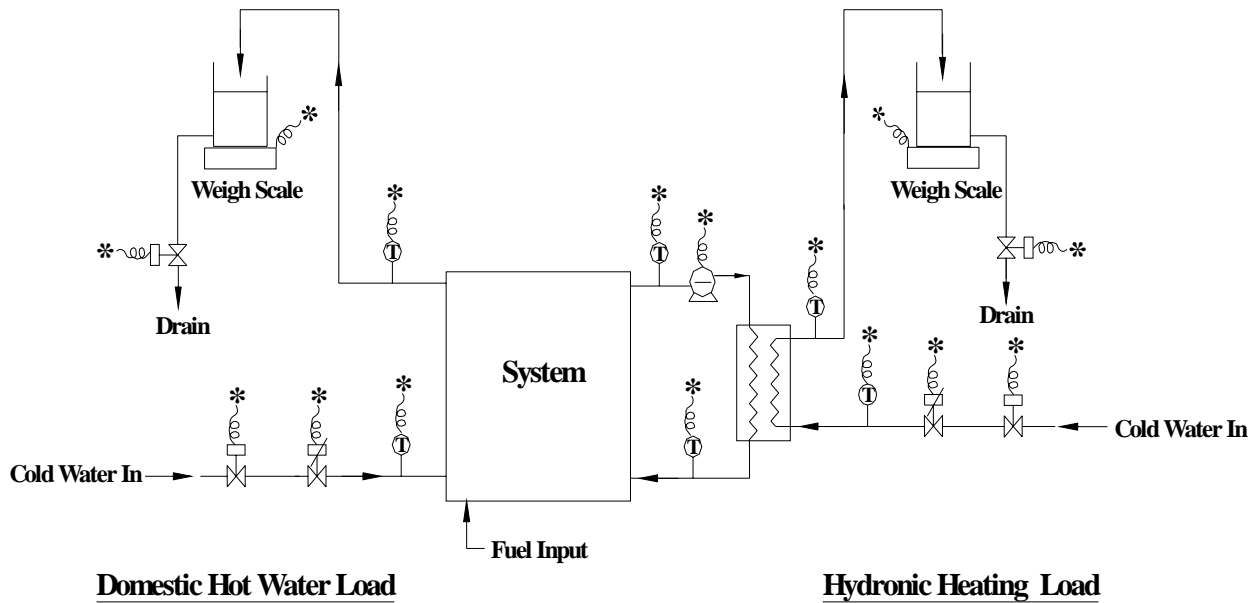 Weigh Scale
Weigh Scale
*
*
*
*
*
*
T
T
T
*
*
T
Drain
Drain
System
*
*
*
*
*
*
*
T
T
T
Cold Water In
Cold Water In
Fuel Input
Domestic Hot Water Load
Hydronic Heating Load